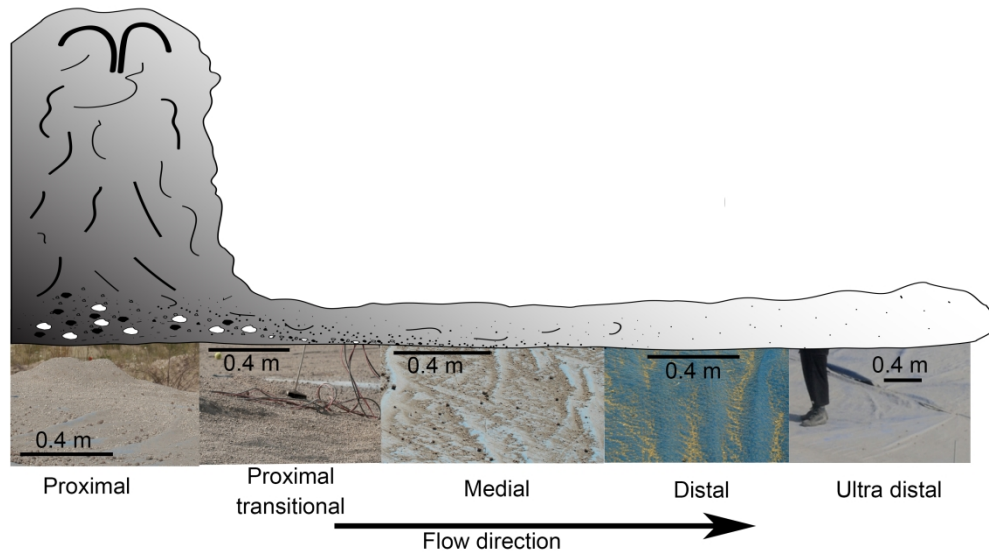 0.4 m
0.4 m
0.4 m
0.4 m
0.4 m
Proximal
Proximal
transitional
Medial
Distal
Ultra distal
Flow direction